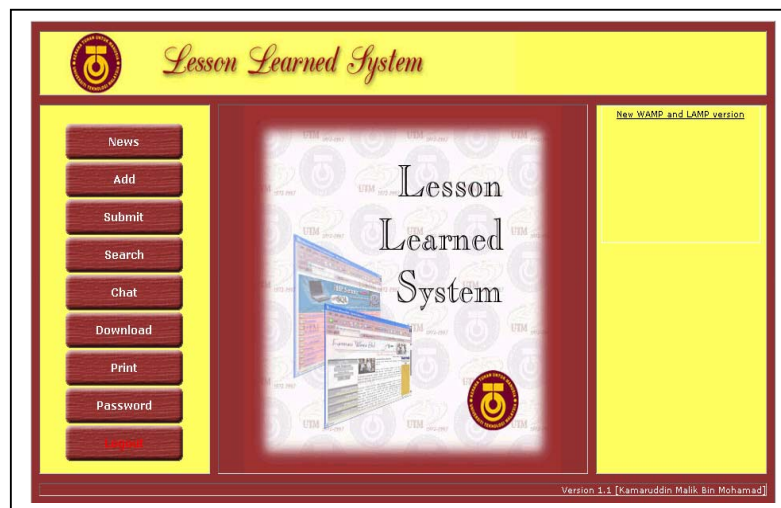 Lesson Learned System
News
Add
Submit
Search
Chat
Download
Print
Password
Logout
Lesson
Learned
System
New WAMP and LAMP version
Version 1.1 [Kamaruddin Malik Bin Mohamad]